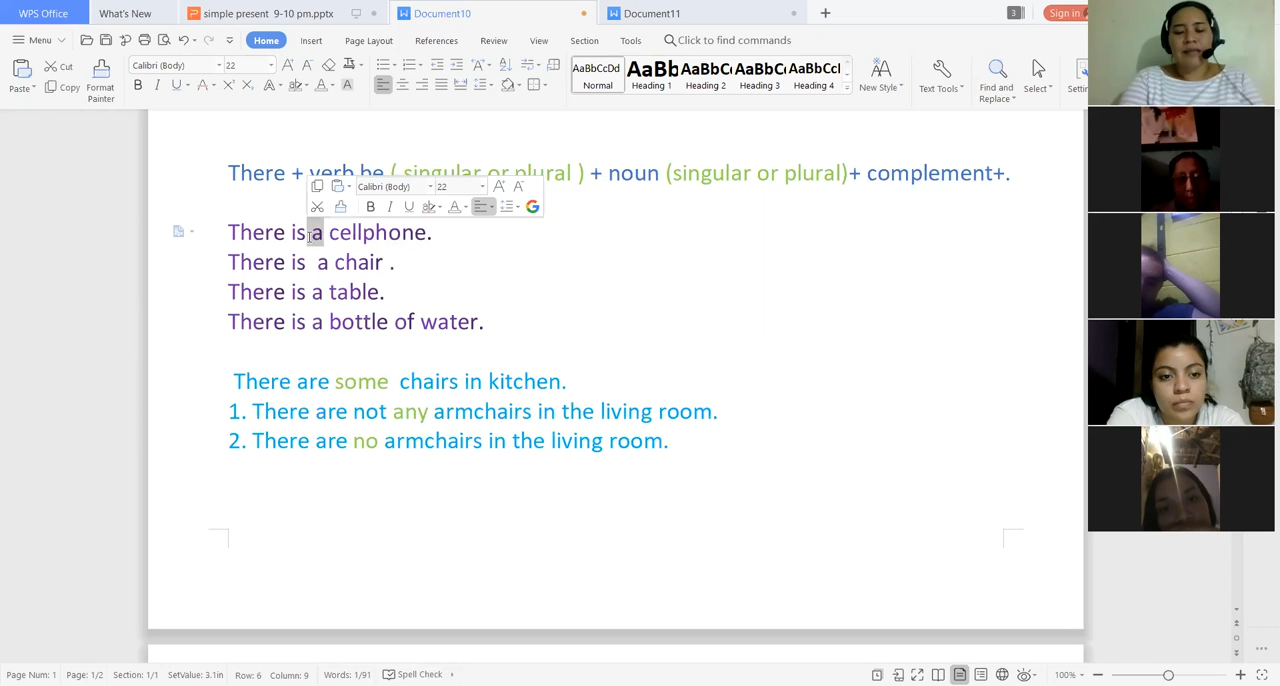 WPS Office What's New simple present 9-10 pm.pptx Document10 Document11 + 3 Sign in
Menu Home Insert Page Layout References Review View Section Tools Click to find commands
Paste Cut Copy Format Painter Calibri (Body) 22 AaBbCcDd Normal AaBb Heading 1 AaBbC Heading 2 AaBbC Heading 3 AaBbCcl Heading 4 New Style Text Tools Find and Replace Select
There + verb be ( singular or plural ) + noun (singular or plural)+ complement+.
Calibri (Body) 22
There is a cellphone.
There is a chair .
There is a table.
There is a bottle of water.
There are some chairs in kitchen.
1. There are not any armchairs in the living room.
2. There are no armchairs in the living room.
Page Num: 1 Page: 1/2 Section: 1/1 SetValue: 3.1in Row: 6 Column: 9 Words: 1/91 Spell Check 100%